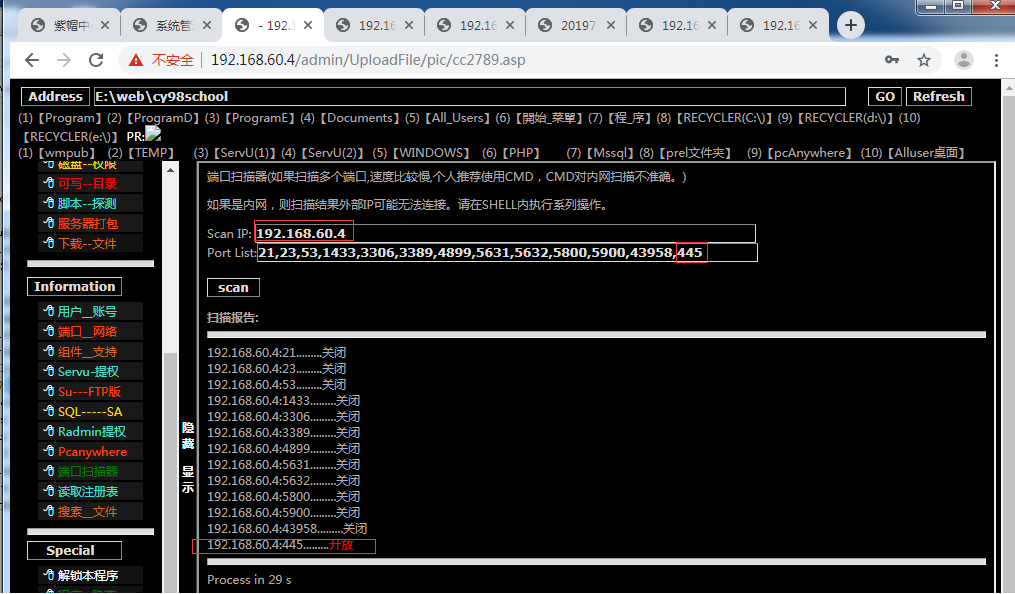 紫帽中
系统管
- 192.1
192.16
192.16
20197
192.16
192.16
不安全 192.168.60.4/admin/UploadFile/pic/cc2789.asp
Address E:\web\cy98school GO Refresh
(1)【Program】(2)【ProgramD】(3)【ProgramE】(4)【Documents】(5)【All_Users】(6)【開始_菜單】(7)【程_序】(8)【RECYCLER(C:\)】(9)【RECYCLER(d:\)】(10)
【RECYCLER(e:\)】 PR:
(1)【wmpub】 (2)【TEMP】 (3)【ServU(1)】(4)【ServU(2)】 (5)【WINDOWS】 (6)【PHP】 (7)【Mssql】(8)【prel文件夹】 (9)【pcAnywhere】 (10)【Alluser桌面】
磁盘--权限
可写--目录
脚本--探测
服务器打包
下载--文件
Information
用户__账号
端口__网络
组件__支持
Servu-提权
Su---FTP版
SQL-----SA
Radmin提权
Pcanywhere
端口扫描器
读取注册表
搜索__文件
Special
解锁本程序
隐藏
显示
端口扫描器(如果扫描多个端口,速度比较慢,个人推荐使用CMD，CMD对内网扫描不准确。)
如果是内网，则扫描结果外部IP可能无法连接。请在SHELL内执行系列操作。
Scan IP: 192.168.60.4
Port List: 21,23,53,1433,3306,3389,4899,5631,5632,5800,5900,43958,445
scan
扫描报告:
192.168.60.4:21.........关闭
192.168.60.4:23.........关闭
192.168.60.4:53.........关闭
192.168.60.4:1433.........关闭
192.168.60.4:3306.........关闭
192.168.60.4:3389.........关闭
192.168.60.4:4899.........关闭
192.168.60.4:5631.........关闭
192.168.60.4:5632.........关闭
192.168.60.4:5800.........关闭
192.168.60.4:5900.........关闭
192.168.60.4:43958.........关闭
192.168.60.4:445.........开放
Process in 29 s